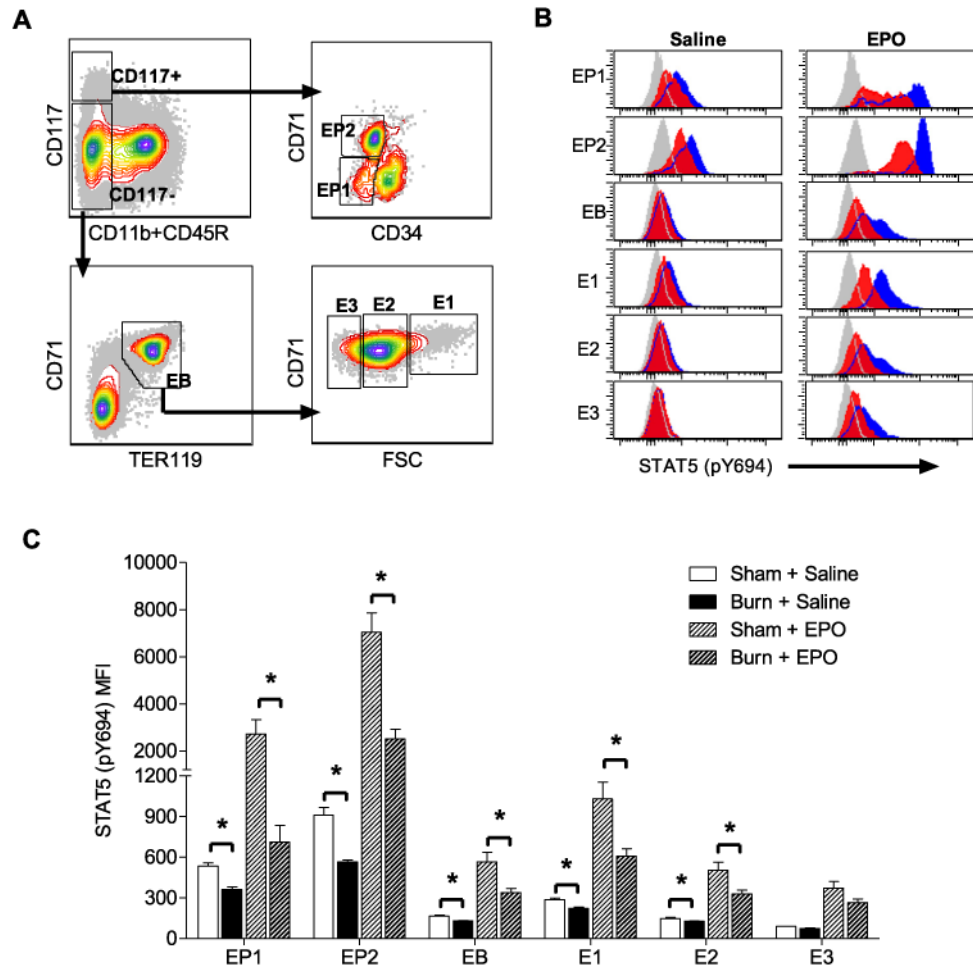 A
CD117
CD117+
CD117-
CD11b+CD45R
CD71
EP2
EP1
CD34
CD71
EB
TER119
CD71
E3 E2 E1
FSC
B
Saline EPO
EP1
EP2
EB
E1
E2
E3
STAT5 (pY694)
C
STAT5 (pY694) MFI
10000
8000
6000
4000
2000
1200
900
600
300
0
* * * * * * * * * *
Sham + Saline
Burn + Saline
Sham + EPO
Burn + EPO
EP1 EP2 EB E1 E2 E3